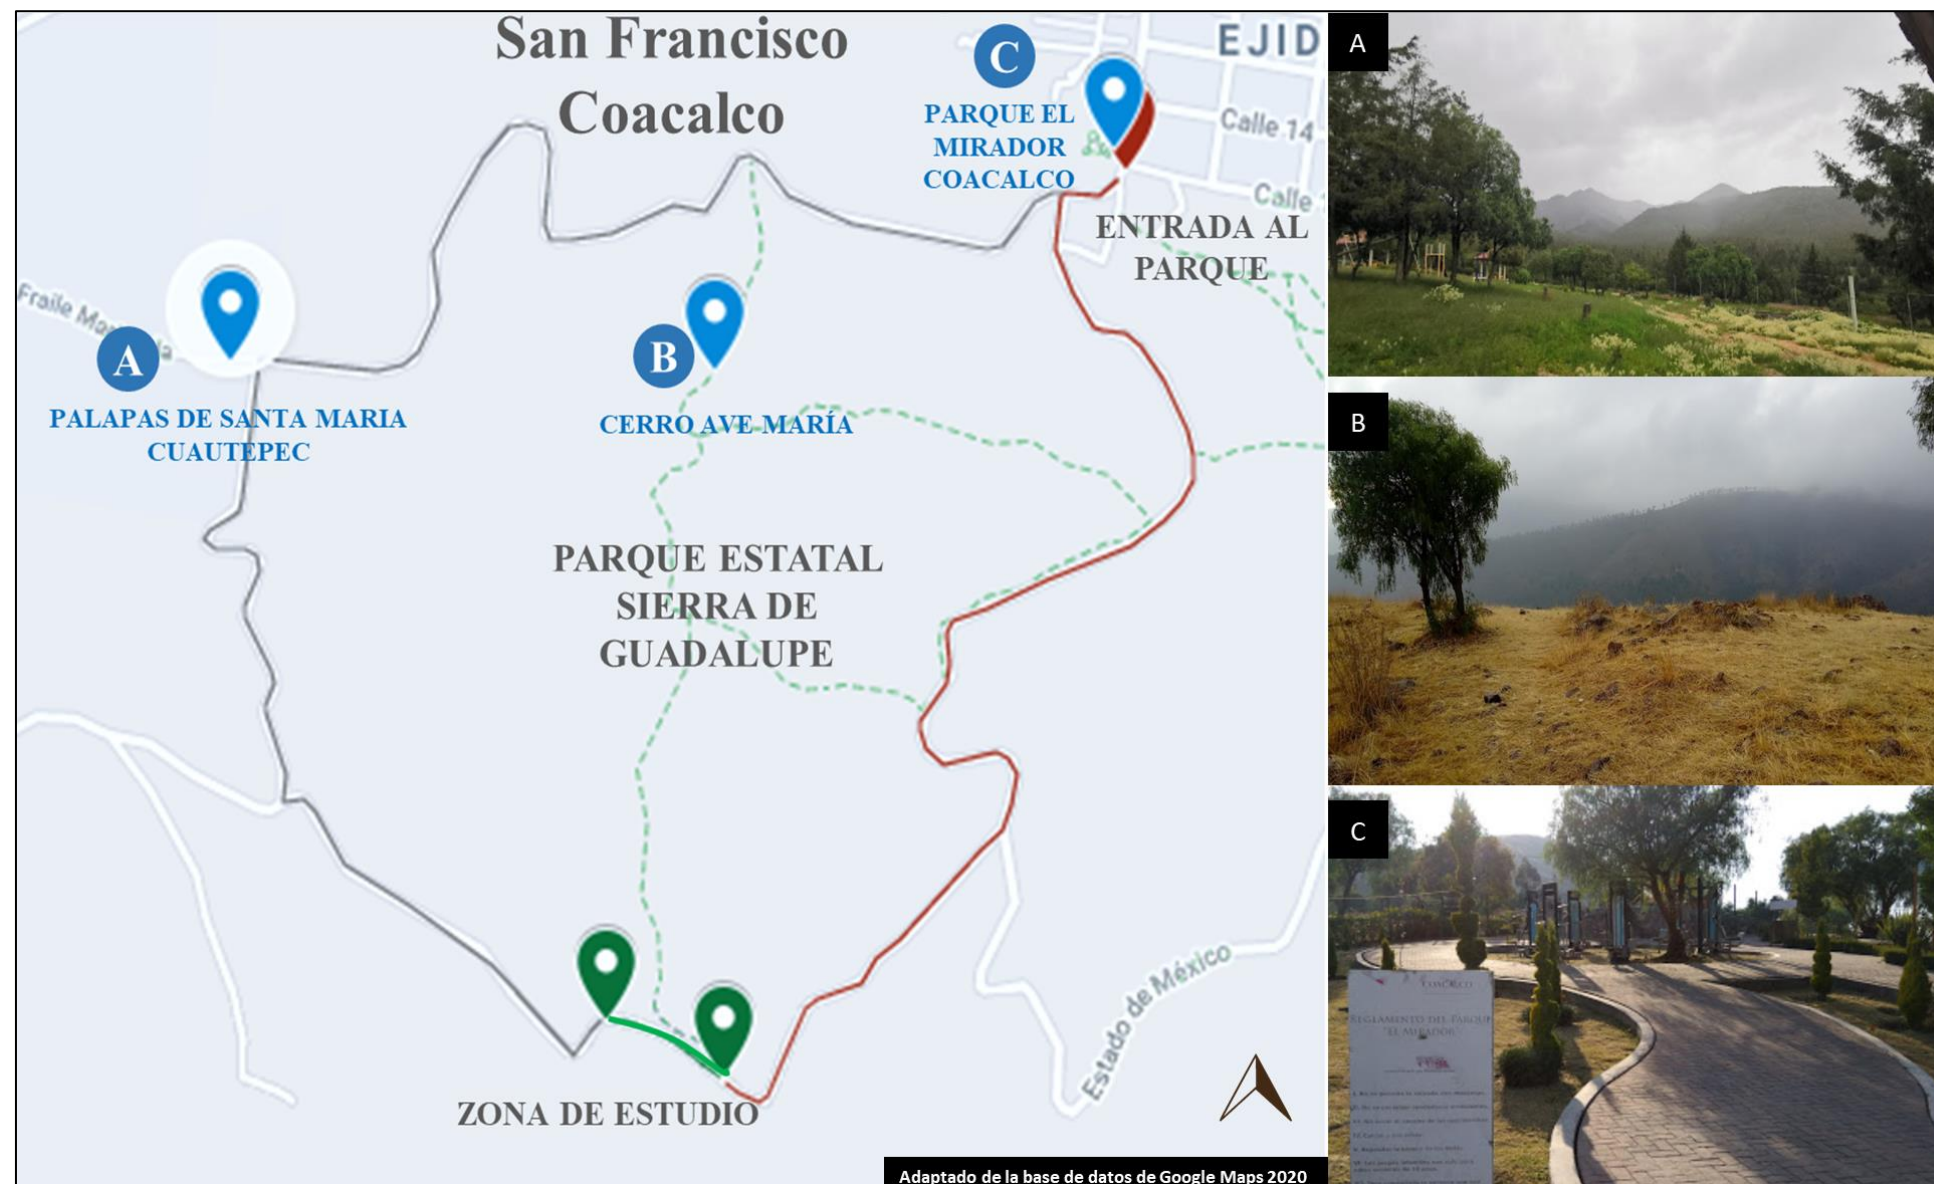 San Francisco
Coacalco
C
PARQUE EL
MIRADOR
COACALCO
EJID
Calle 14
Calle
ENTRADA AL
PARQUE
Fraile
A
PALAPAS DE SANTA MARIA
CUAUTEPEC
B
CERRO AVE MARÍA
PARQUE ESTATAL
SIERRA DE
GUADALUPE
ZONA DE ESTUDIO
Estado de México
Adaptado de la base de datos de Google Maps 2020
A
B
C
COACALCO
REGLAMENTO DEL PARQUE
"EL MIRADOR"